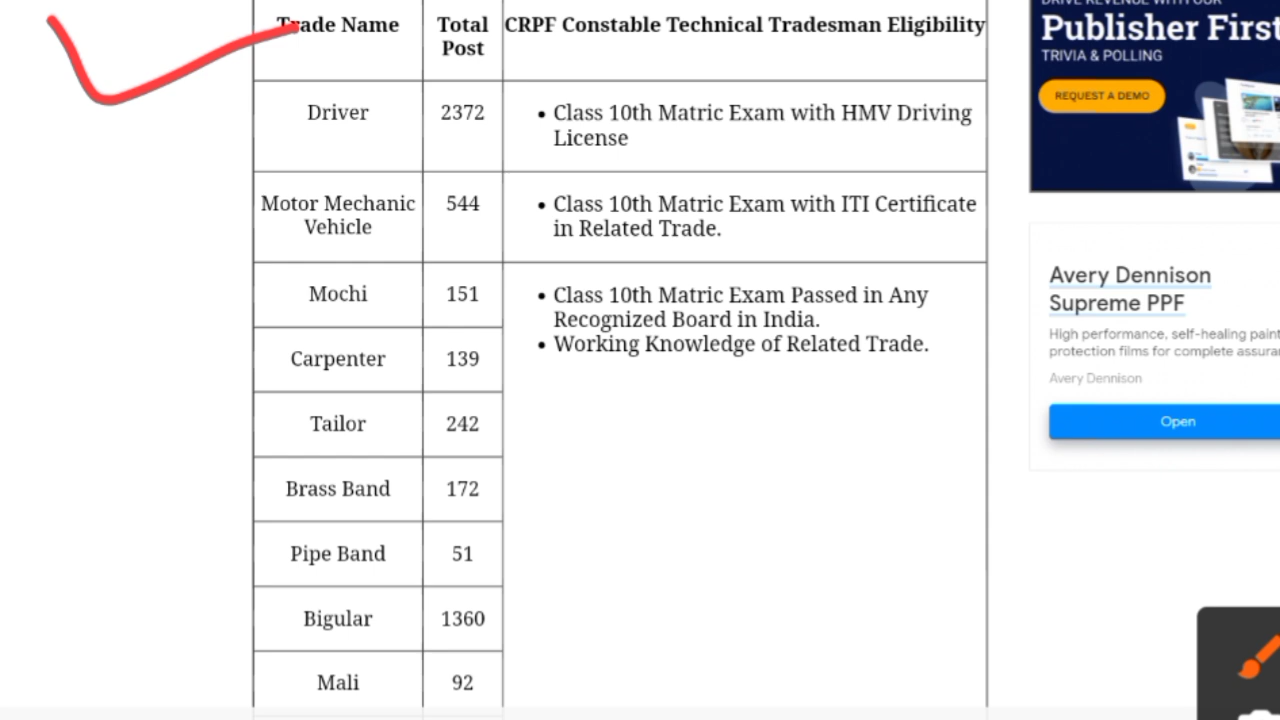 Trade Name
Total
Post
CRPF Constable Technical Tradesman Eligibility
Driver
2372
• Class 10th Matric Exam with HMV Driving
License
Motor Mechanic
Vehicle
544
• Class 10th Matric Exam with ITI Certificate
in Related Trade.
Mochi
151
• Class 10th Matric Exam Passed in Any
Recognized Board in India.
• Working Knowledge of Related Trade.
Carpenter
139
Tailor
242
Brass Band
172
Pipe Band
51
Bigular
1360
Mali
92
DRIVE REVENUE WITH OUR
Publisher First
TRIVIA & POLLING
REQUEST A DEMO
Avery Dennison
Supreme PPF
High performance, self-healing paint
protection films for complete
Avery Dennison
Open